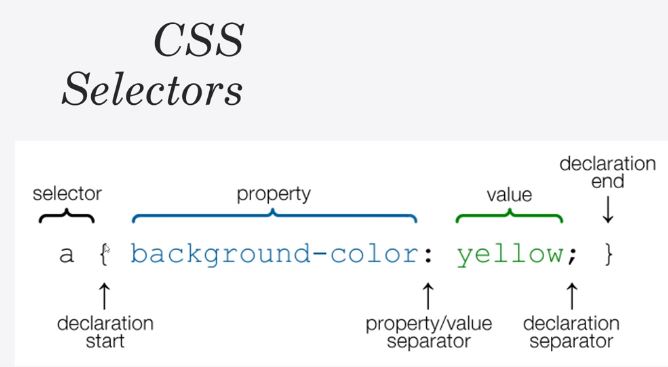 CSS
Selectors
declaration
end
selector property value
a { background-color: yellow; }
declaration
start
property/value
separator
declaration
separator